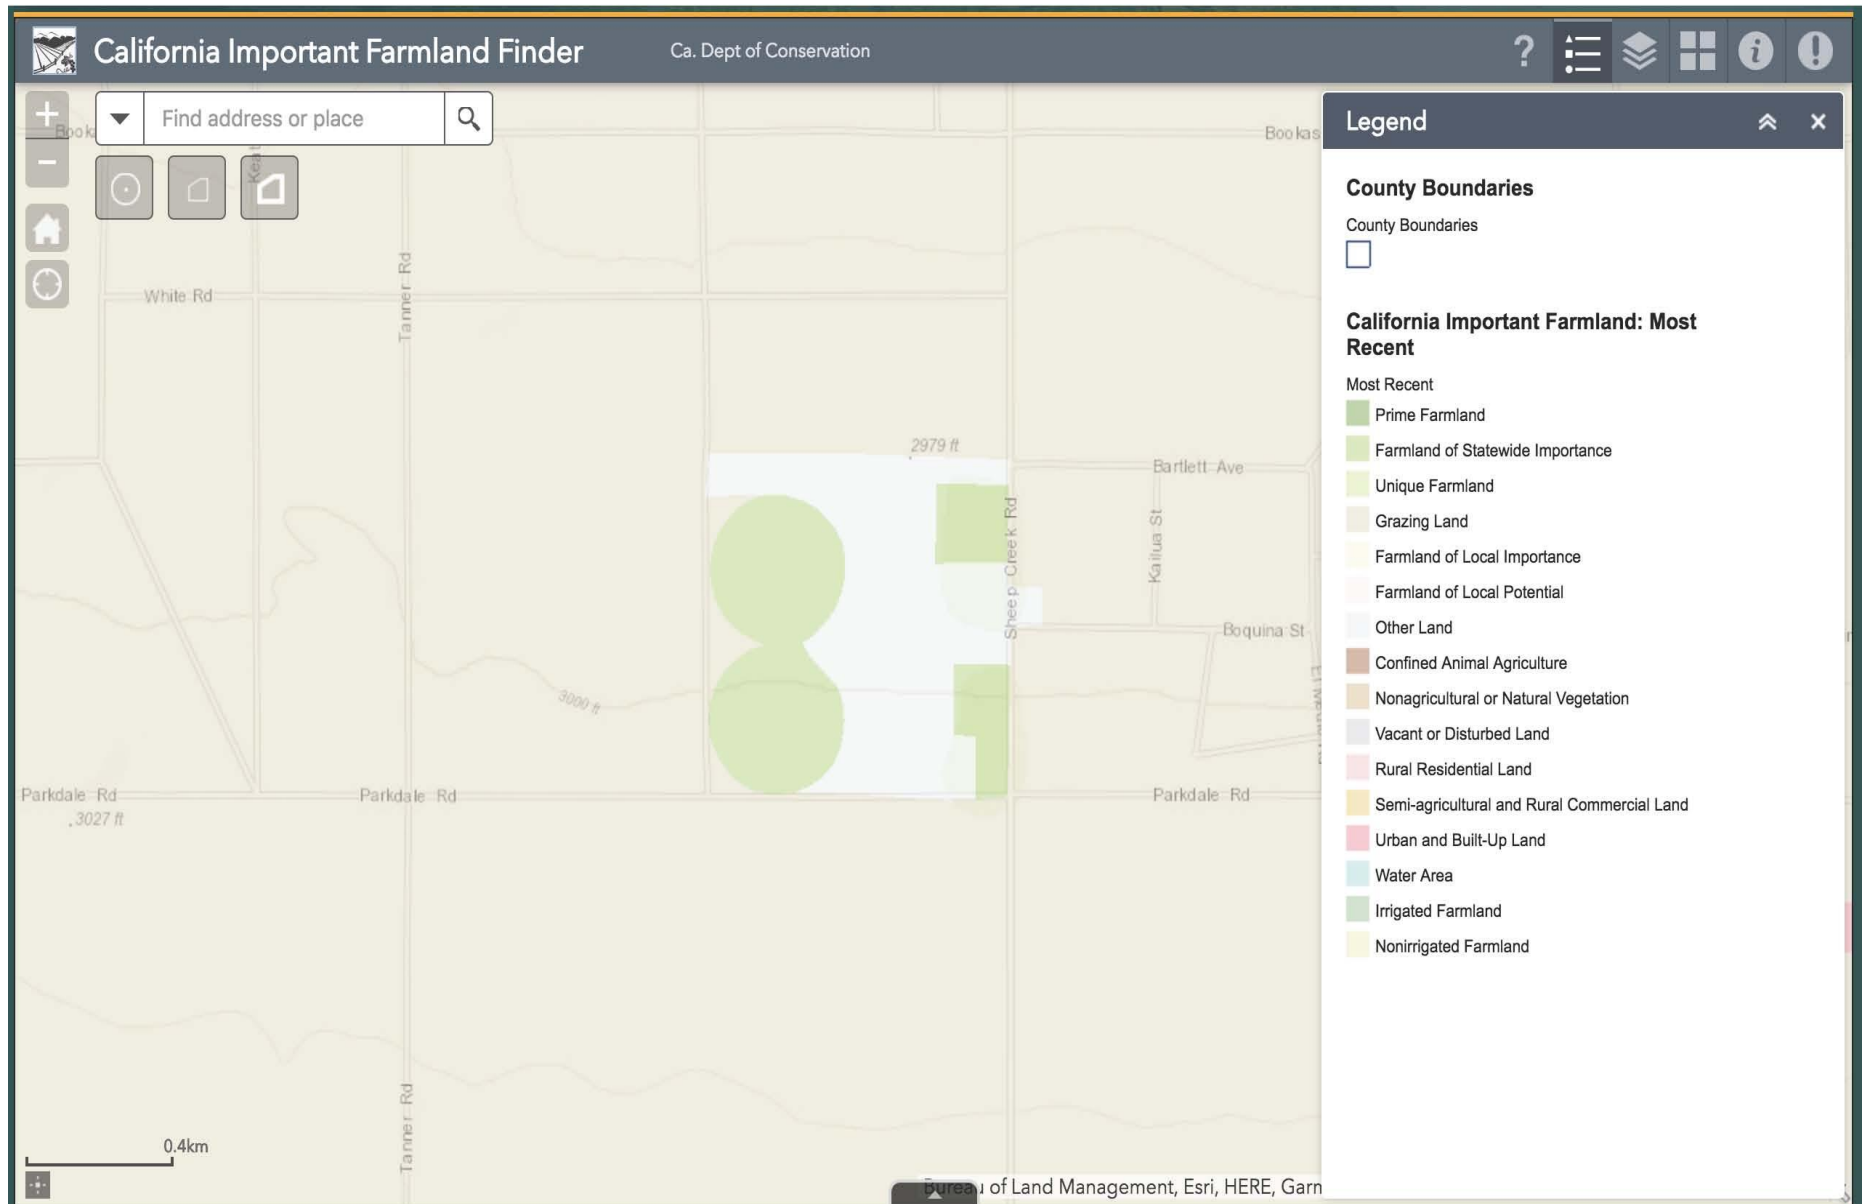 California Important Farmland Finder
Ca. Dept of Conservation
?
Find address or place
Legend
County Boundaries
County Boundaries
California Important Farmland: Most
Recent
Most Recent
Prime Farmland
Farmland of Statewide Importance
Unique Farmland
Grazing Land
Farmland of Local Importance
Farmland of Local Potential
Other Land
Confined Animal Agriculture
Nonagricultural or Natural Vegetation
Vacant or Disturbed Land
Rural Residential Land
Semi-agricultural and Rural Commercial Land
Urban and Built-Up Land
Water Area
Irrigated Farmland
Nonirrigated Farmland
Book
Bookas
Keat
White Rd
Tanner Rd
2979 ft
Bartlett Ave
Sheep Creek Rd
Kailua St
Boquina St
3000 ft
Parkdale Rd
Parkdale Rd
Parkdale Rd
3027 ft
Tanner Rd
0.4km
Bureau of Land Management, Esri, HERE, Garn